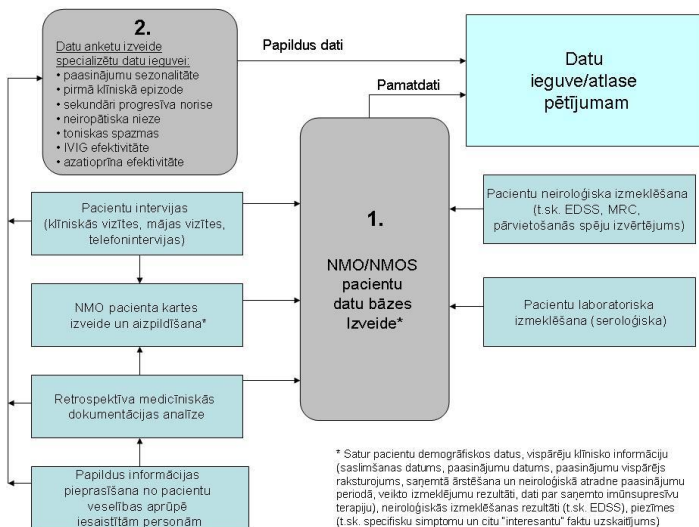 2.
Datu anketu izveide
specializētu datu ieguvei:
• paasinājumu sezonalitāte
• pirmā klīniskā epizode
• sekundāri progresīva norise
• neiropātiska nieze
• toniskas spazmas
• IVIG efektivitāte
• azatioprīna efektivitāte
Papildus dati
Pamatdati
Datu
ieguve/atlase
pētījumam
Pacientu intervijas
(klīniskās vizītes, mājas vizītes,
telefonintervijas)
NMO pacienta kartes
izveide un aizpildīšana*
Retrospektīva medicīniskās
dokumentācijas analīze
Papildus informācijas
pieprasīšana no pacientu
veselības aprūpē
iesaistītām personām
1.
NMO/NMOS
pacientu
datu bāzes
Izveide*
Pacientu neiroloģiska izmeklēšana
(t.sk. EDSS, MRC,
pārvietošanās spēju izvērtējums)
Pacientu laboratoriska
izmeklēšana (seroloģiska)
* Satur pacientu demogrāfiskos datus, vispārēju klīnisko informāciju
(saslimšanas datums, paasinājumu datums, paasinājumu vispārējs
raksturojums, saņemtā ārstēšana un neiroloģiskā atradne paasinājumu
periodā, veikto izmeklējumu rezultāti, dati par saņemto imūnsupresīvu
terapiju), neiroloģiskās izmeklēšanas rezultāti (t.sk. EDSS), piezīmes
(t.sk. specifisku simptomu un citu "interesantu" faktu uzskaitījums)